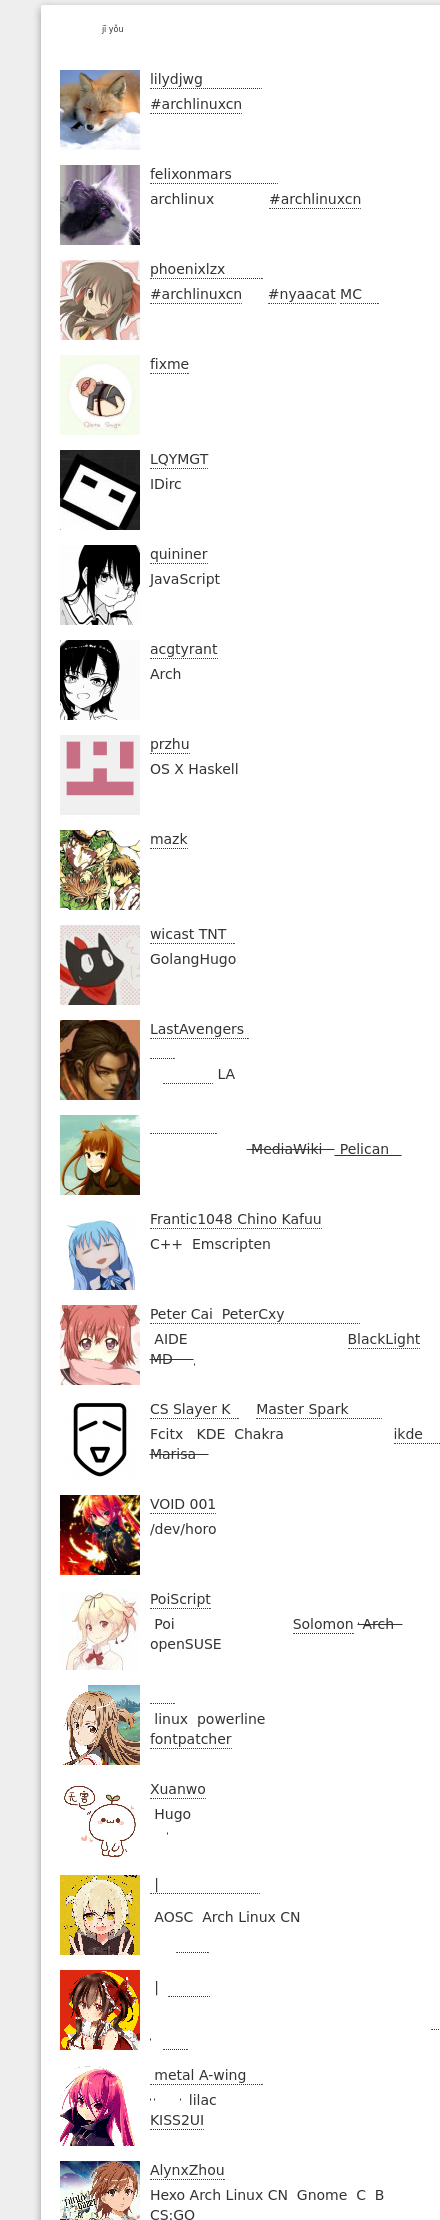 jī yǒu
lilydjwg
#archlinuxcn
felixonmars
archlinux #archlinuxcn
phoenixlzx
#archlinuxcn #nyaacat MC
fixme
LQYMGT
IDirc
quininer
JavaScript
acgtyrant
Arch
przhu
OS X Haskell
mazk
wicast TNT
GolangHugo
LastAvengers
LA
MediaWiki Pelican
Frantic1048 Chino Kafuu
C++ Emscripten
Peter Cai PeterCxy
AIDE BlackLight
MD
CS Slayer K Master Spark
Fcitx KDE Chakra ikde
Marisa
VOID 001
/dev/horo
PoiScript
Poi Solomon Arch
openSUSE
linux powerline
fontpatcher
Xuanwo
无害
Hugo
|
AOSC Arch Linux CN
|
metal A-wing
lilac
KISS2UI
AlynxZhou
Hexo Arch Linux CN Gnome C B
CS:GO